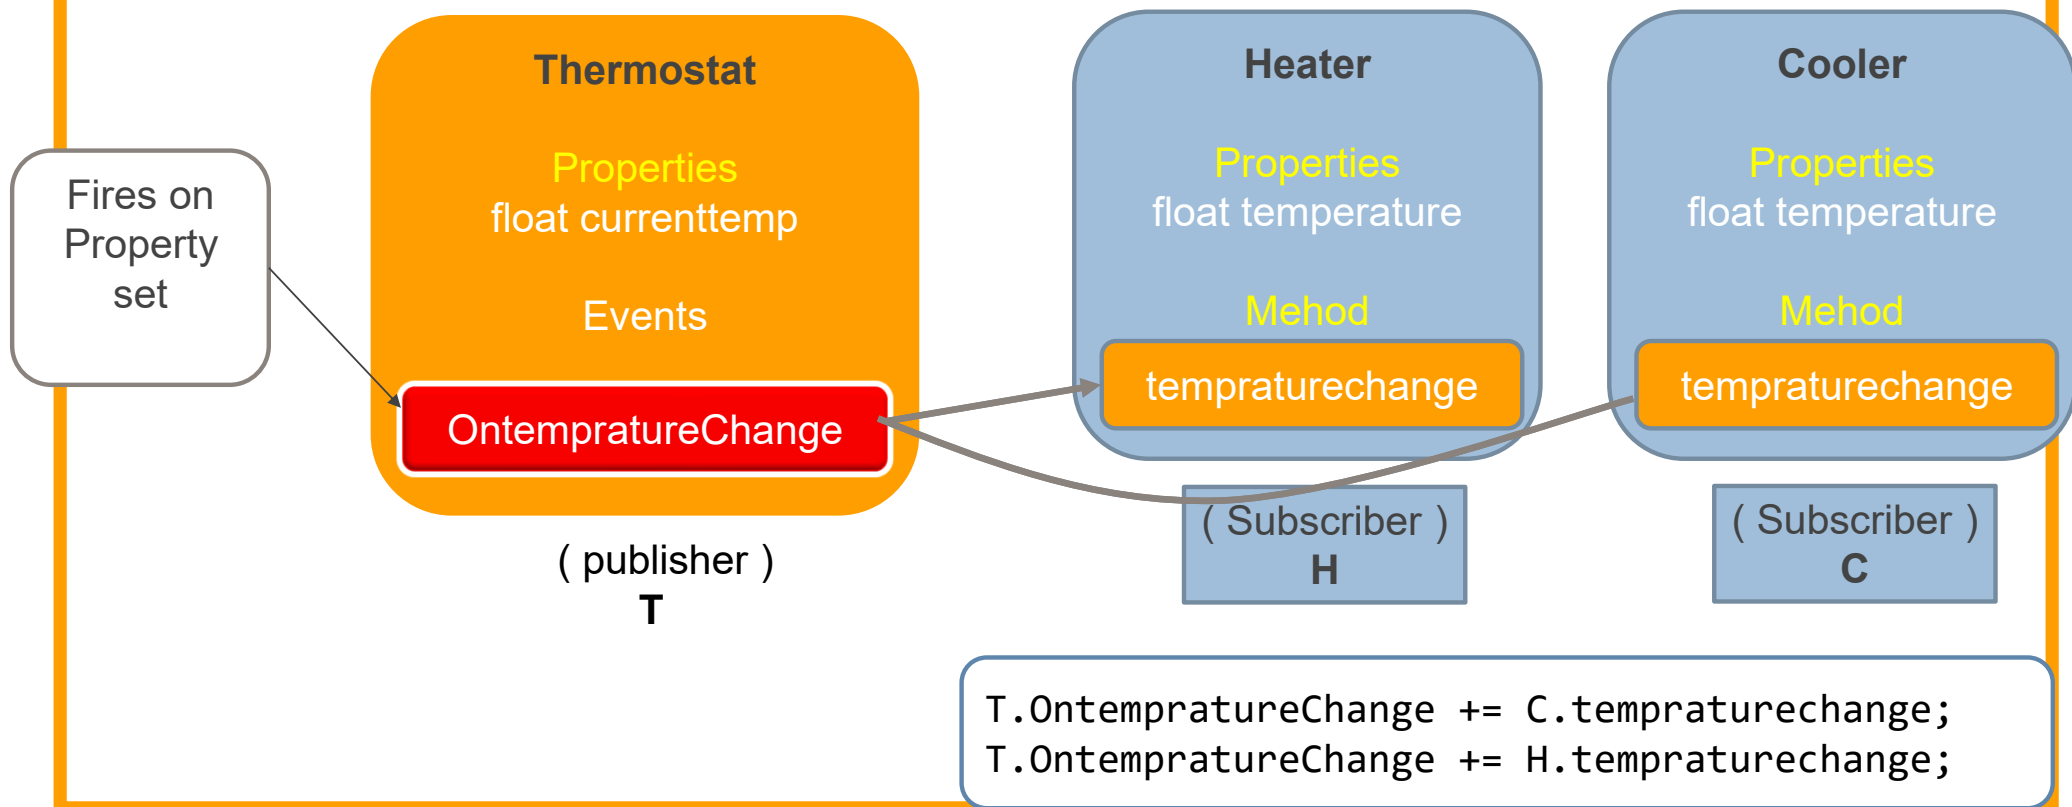 Fires on
Property
set
Thermostat
Properties
float currenttemp
Events
OntempratureChange
( publisher )
T
Heater
Properties
float temperature
Mehod
tempraturechange
( Subscriber )
H
Cooler
Properties
float temperature
Mehod
tempraturechange
( Subscriber )
C
T.OntempratureChange += C.tempraturechange;
T.OntempratureChange += H.tempraturechange;